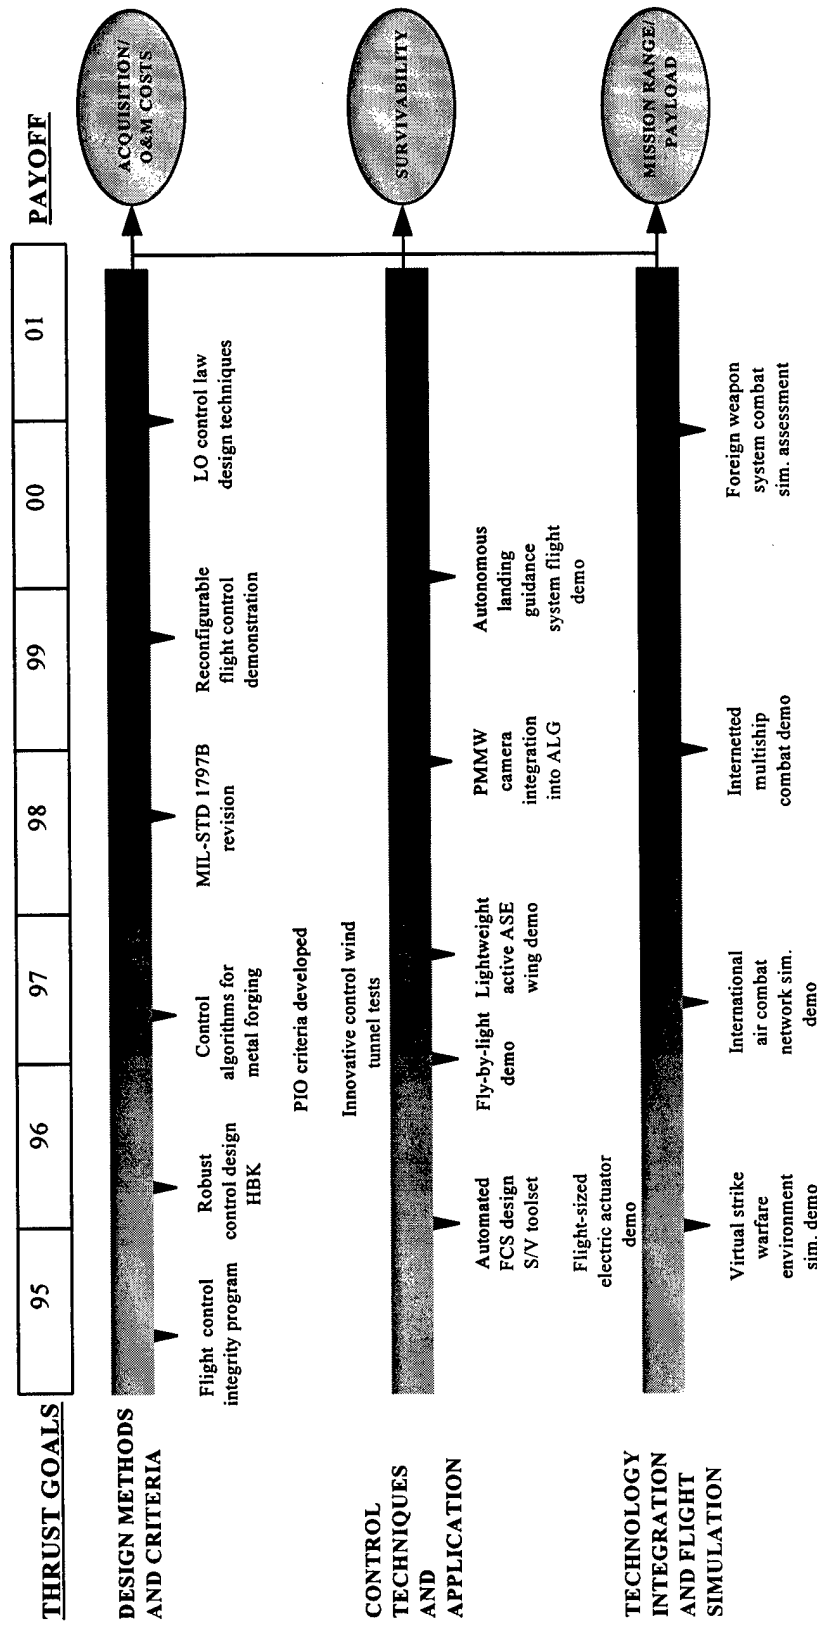 THRUST GOALS
95
96
97
98
99
00
01
PAYOFF
DESIGN METHODS
AND CRITERIA
Flight control
integrity program
Robust
control design
HBK
Control
algorithms for
metal forging
PIO criteria developed
MIL-STD 1797B
revision
Reconfigurable
flight control
demonstration
LO control law
design techniques
ACQUISITION/
O&M COSTS
CONTROL
TECHNIQUES
AND
APPLICATION
Automated
FCS design
S/V toolset
Flight-sized
electric actuator
demo
Innovative control wind
tunnel tests
Fly-by-light
demo
Lightweight
active ASE
wing demo
PMMW
camera
integration
into ALG
Autonomous
landing
guidance
system flight
demo
SURVIVABILITY
TECHNOLOGY
INTEGRATION
AND FLIGHT
SIMULATION
Virtual strike
warfare
environment
sim. demo
International
air combat
network sim.
demo
Internetted
multiship
combat demo
Foreign weapon
system combat
sim. assessment
MISSION RANGE/
PAYLOAD